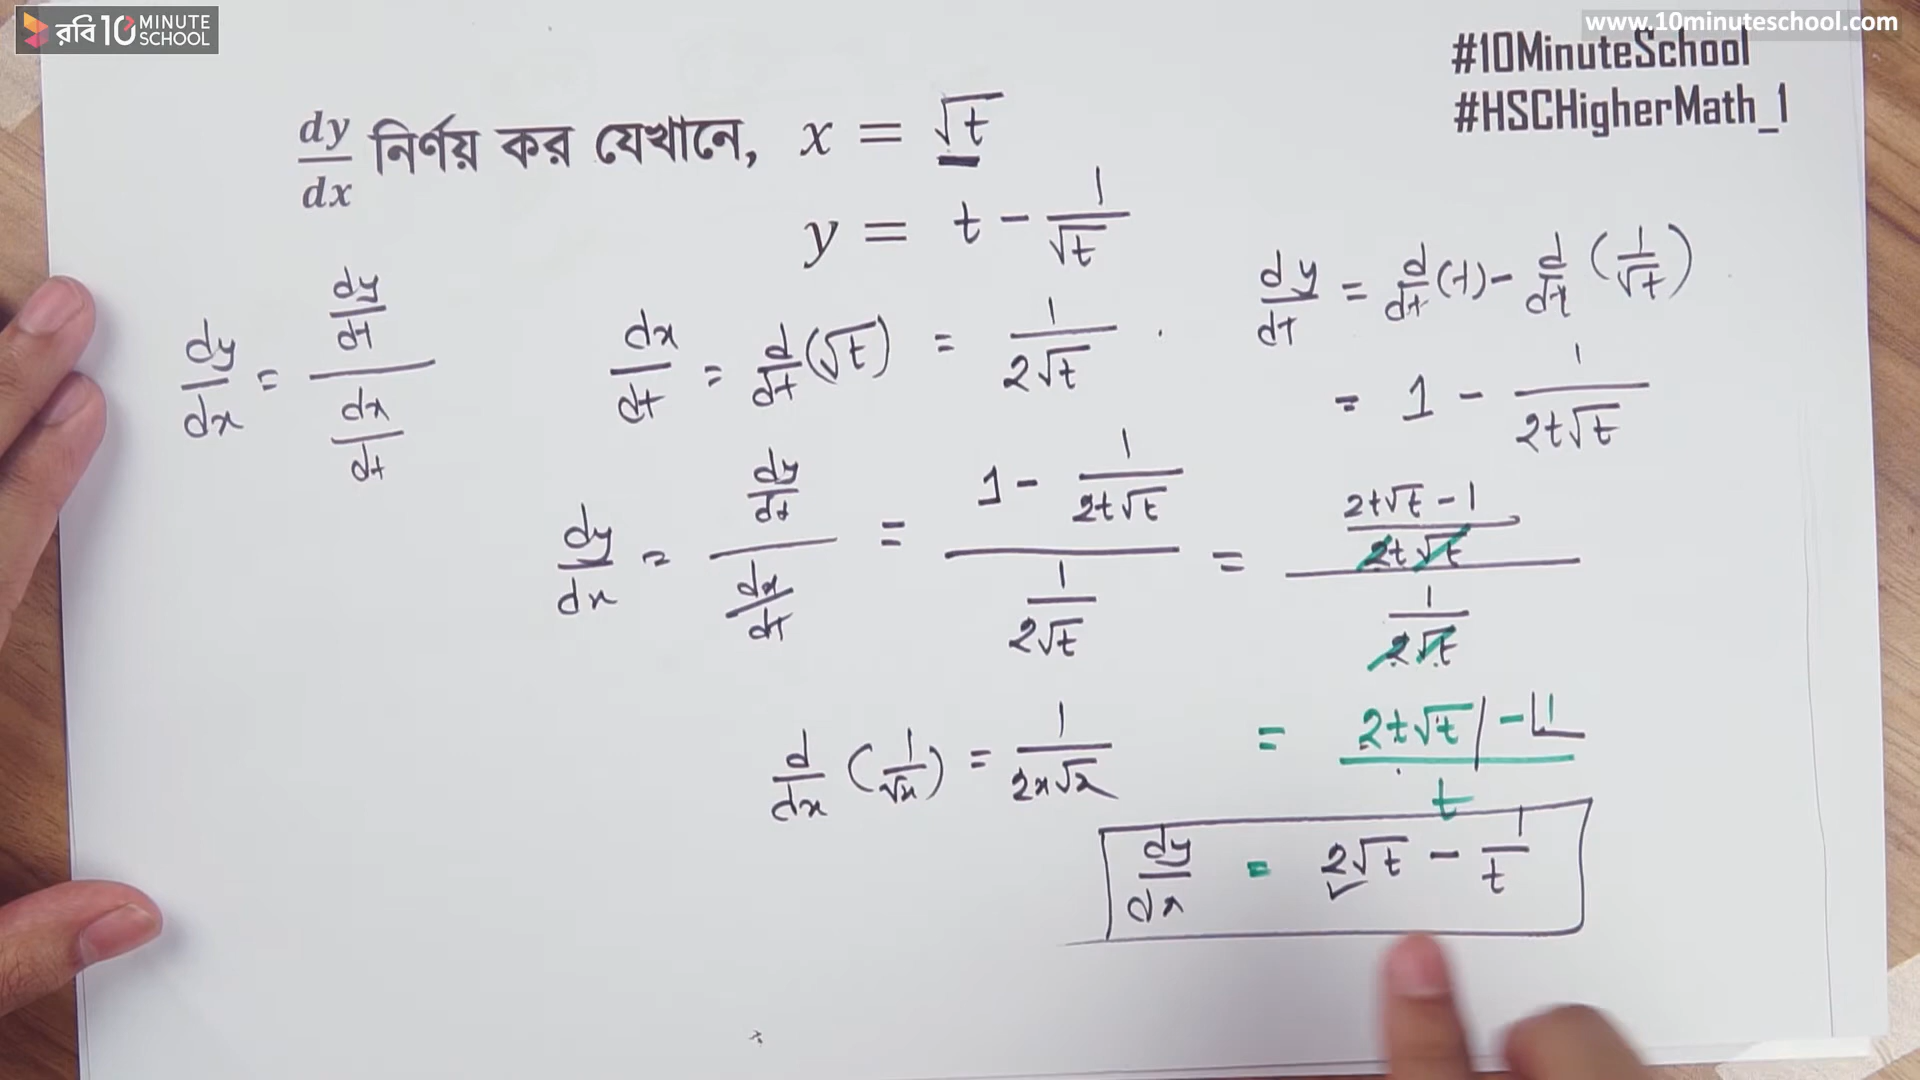 রবি 10 MINUTE SCHOOL
www.10minuteschool.com
#10MinuteSchool
#HSCHigherMath_1
dy/dx নির্ণয় কর যেখানে, x = √t
y = t - 1/√t
dy/dx = (dy/dt)/(dx/dt)
dx/dt = d/dt (√t) = 1/(2√t)
dy/dt = d/dt (t) - d/dt (1/√t)
= 1 - 1/(2t√t)
dy/dx = (dy/dt)/(dx/dt) = (1 - 1/(2t√t))/(1/(2√t)) = ((2t√t - 1)/(2t√t))/(1/(2√t))
d/dx (1/√x) = 1/(2x√x)
= (2t√t - 1)/t
dy/dx = 2√t - 1/t